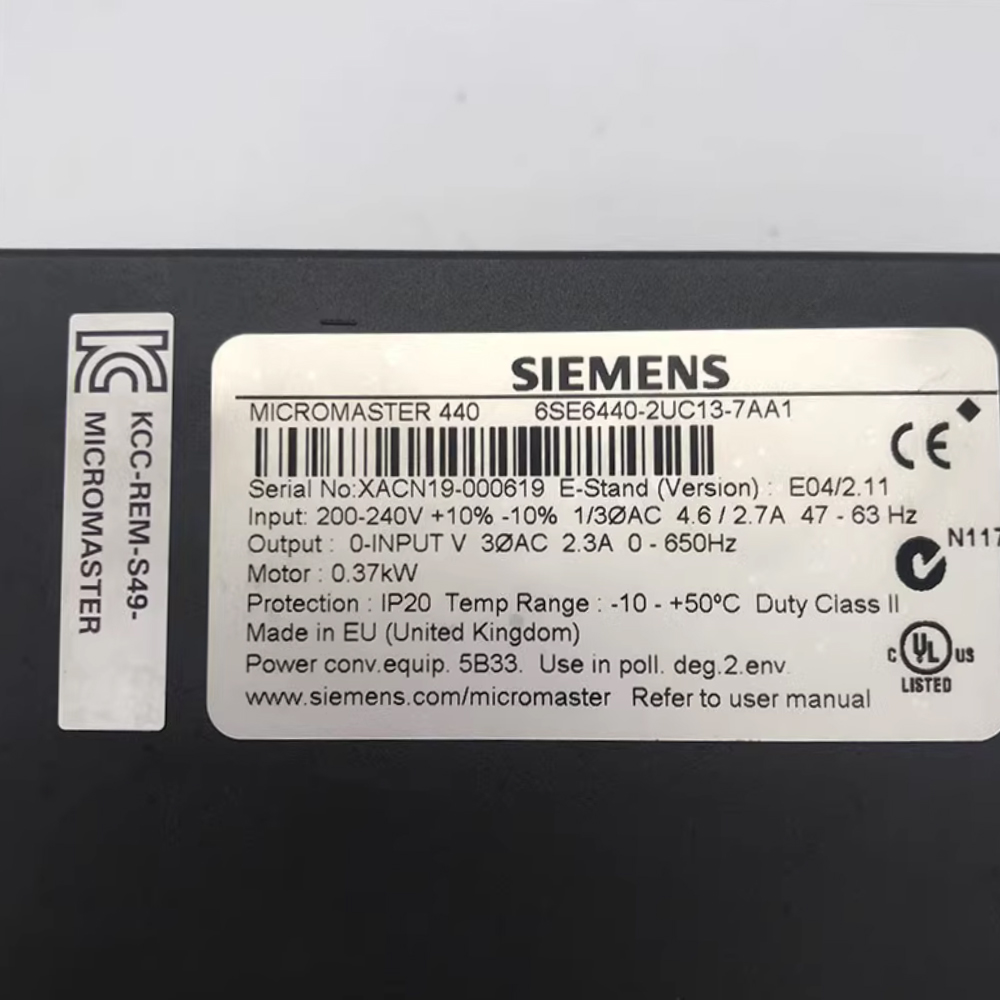 KCC-REM-S49-
MICROMASTER
SIEMENS
MICROMASTER 440 6SE6440-2UC13-7AA1
Serial No:XACN19-000619 E-Stand (Version) : E04/2.11
Input: 200-240V +10% -10% 1/3ØAC 4.6 / 2.7A 47 - 63 Hz
Output : 0-INPUT V 3ØAC 2.3A 0 - 650Hz
N117
Motor : 0.37kW
Protection : IP20 Temp Range : -10 - +50ºC Duty Class II
Made in EU (United Kingdom)
Power conv.equip. 5B33. Use in poll. deg.2.env.
C UL US
LISTED
www.siemens.com/micromaster Refer to user manual